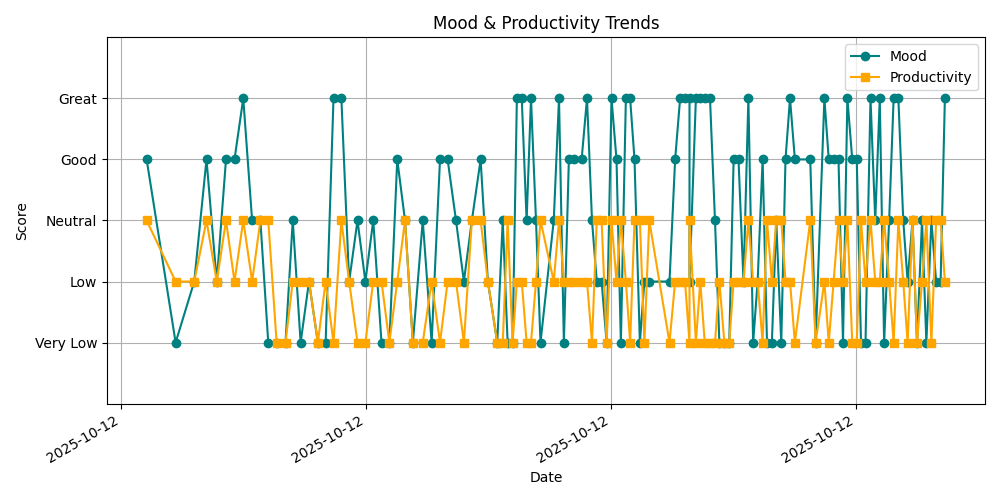 Mood & Productivity Trends
Mood
Productivity
Great
Good
Neutral
Low
Very Low
Score
2025-10-12
2025-10-12
2025-10-12
2025-10-12
Date